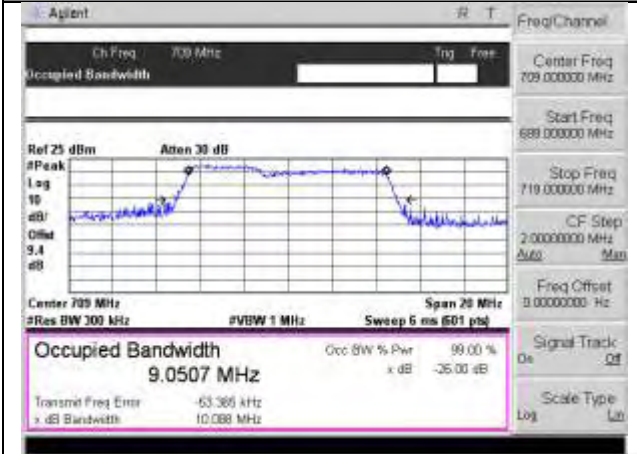 Agilent
R T
Ch Freq 709 MHz
Trig Free
Occupied Bandwidth
Ref 25 dBm
Atten 30 dB
#Peak
Log
10
dB/
Offst
9.4
dB
Center 709 MHz
Span 20 MHz
#Res BW 300 kHz
#VBW 1 MHz
Sweep 6 ms (601 pts)
Occupied Bandwidth
9.0507 MHz
Occ BW % Pwr 99.00 %
x dB -26.00 dB
Transmit Freq Error
kHz
x dB Bandwidth 10.088 MHz
Freq/Channel
Center Freq
709.000000 MHz
Start Freq
MHz
Stop Freq
719.000000 MHz
CF Step
2.00000000 MHz
Auto Man
Freq Offset
0.00000000 Hz
Signal Track
On Off
Scale Type
Log Lin